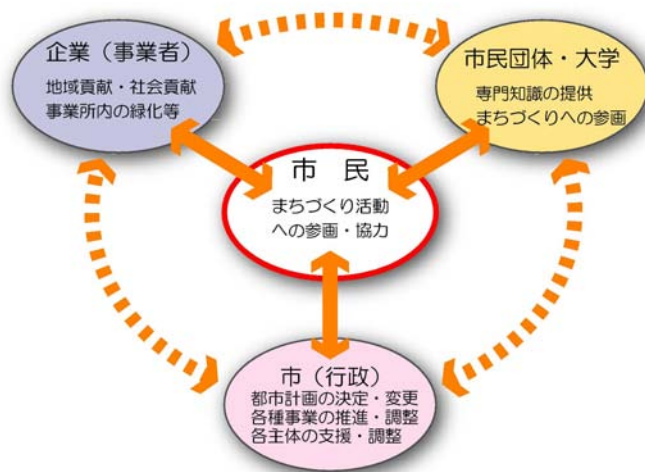 企業（事業者）
地域貢献・社会貢献
事業所内の緑化等
市民団体・大学
専門知識の提供
まちづくりへの参画
市　民
まちづくり活動
への参画・協力
市（行政）
都市計画の決定・変更
各種事業の推進・調整
各主体の支援・調整